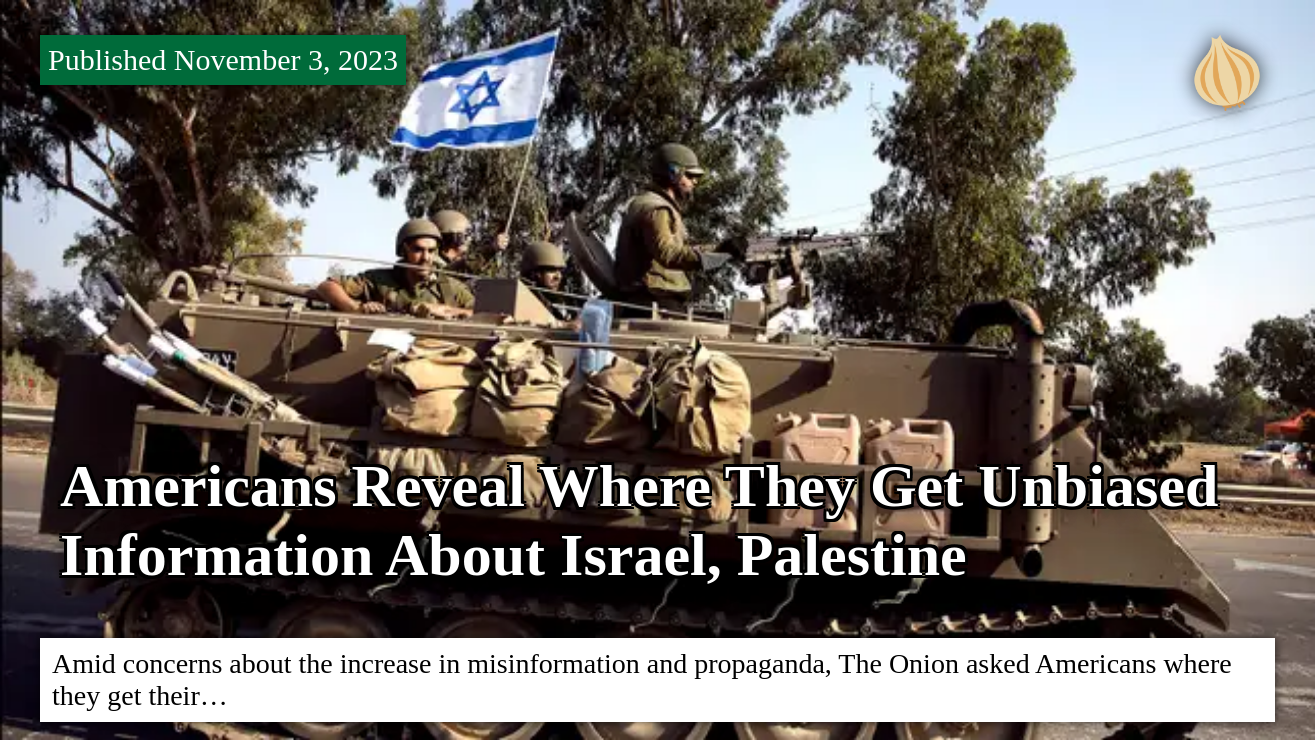 Published November 3, 2023
Americans Reveal Where They Get Unbiased
Information About Israel, Palestine
Amid concerns about the increase in misinformation and propaganda, The Onion asked Americans where
they get their…